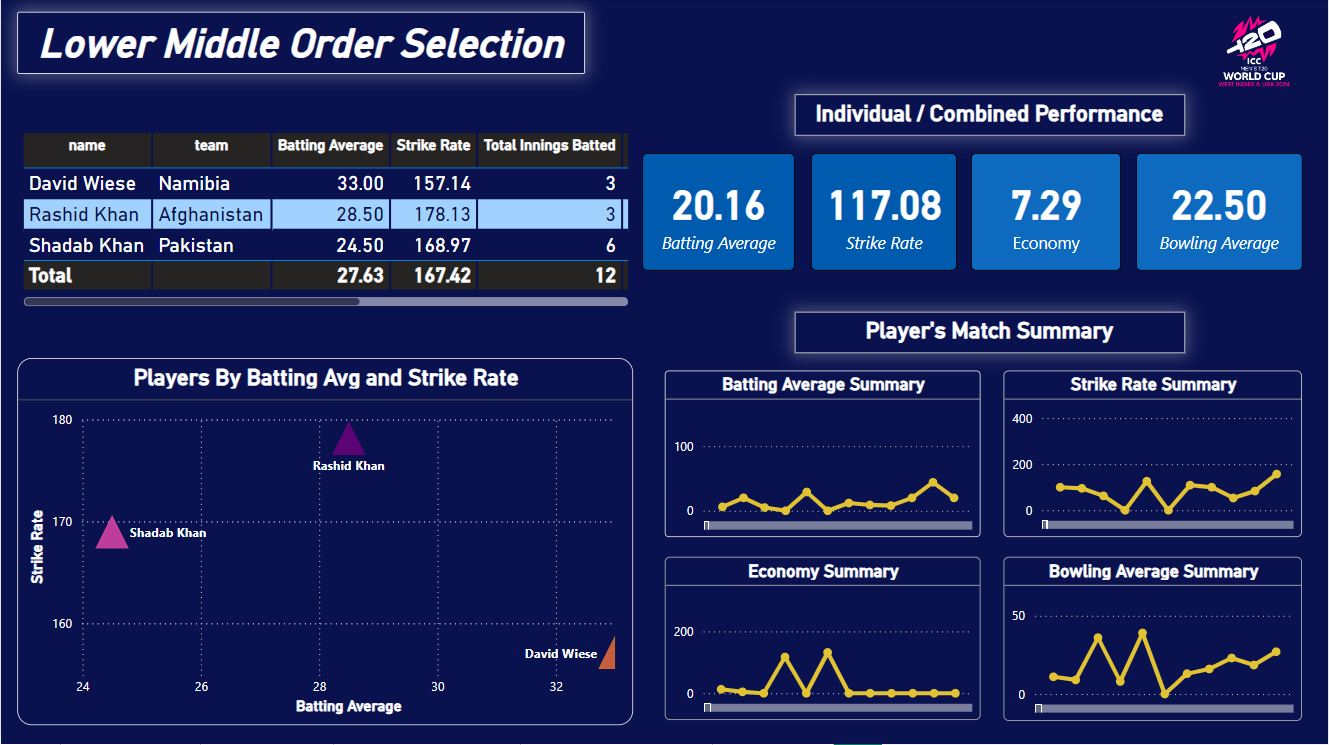 Lower Middle Order Selection
T20
ICC
MEN'S T20
WORLD CUP
WEST INDIES & USA 2024
name team Batting Average Strike Rate Total Innings Batted
David Wiese Namibia 33.00 157.14 3
Rashid Khan Afghanistan 28.50 178.13 3
Shadab Khan Pakistan 24.50 168.97 6
Total 27.63 167.42 12
Individual / Combined Performance
20.16 117.08 7.29 22.50
Batting Average Strike Rate Economy Bowling Average
Players By Batting Avg and Strike Rate
Strike Rate
180
170
160
Rashid Khan
Shadab Khan
David Wiese
24 26 28 30 32
Batting Average
Player's Match Summary
Batting Average Summary
100
0
Strike Rate Summary
400
200
0
Economy Summary
200
0
Bowling Average Summary
50
0